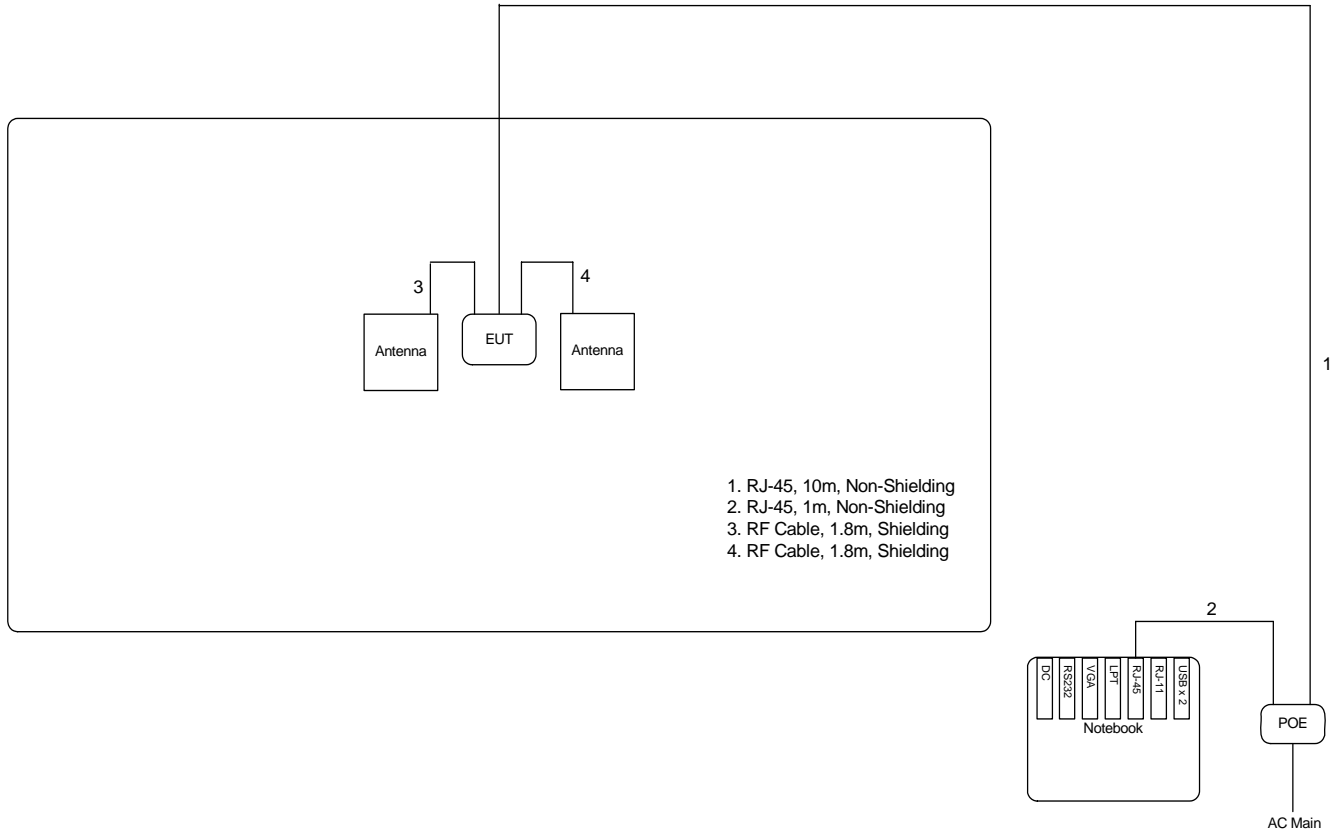 3
4
Antenna
EUT
Antenna
1
1. RJ-45, 10m, Non-Shielding
2. RJ-45, 1m, Non-Shielding
3. RF Cable, 1.8m, Shielding
4. RF Cable, 1.8m, Shielding
2
DC
RS232
VGA
LPT
RJ-45
RJ-11
USB x 2
Notebook
POE
AC Main